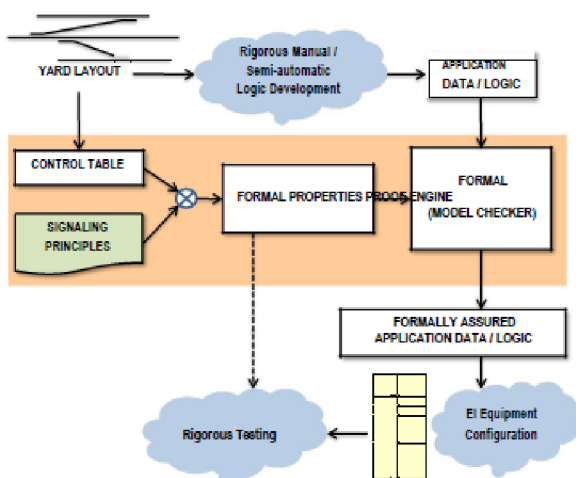 YARD LAYOUT
Rigorous Manual /
Semi-automatic
Logic Development
APPLICATION
DATA / LOGIC
CONTROL TABLE
SIGNALING
PRINCIPLES
FORMAL PROPERTIES
ENGINE
FORMAL
(MODEL CHECKER)
FORMALLY ASSURED
APPLICATION DATA / LOGIC
Rigorous Testing
EI Equipment
Configuration